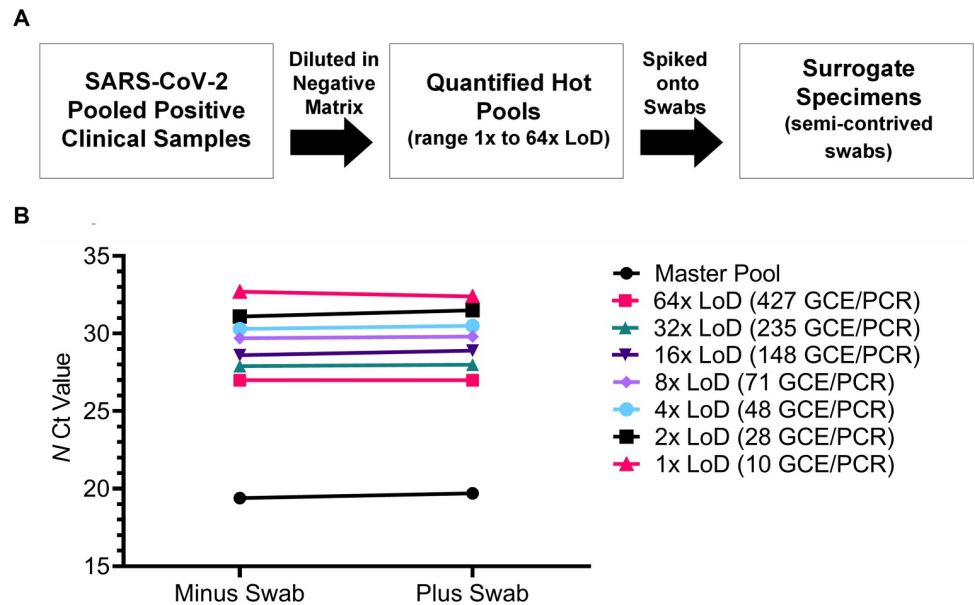 A
SARS-CoV-2
Pooled Positive
Clinical Samples
Diluted in
Negative
Matrix
Quantified Hot
Pools
(range 1x to 64x LoD)
Spiked
onto
Swabs
Surrogate
Specimens
(semi-contrived
swabs)
B
35
30
25
20
15
N Ct Value
Minus Swab
Plus Swab
Master Pool
64x LoD (427 GCE/PCR)
32x LoD (235 GCE/PCR)
16x LoD (148 GCE/PCR)
8x LoD (71 GCE/PCR)
4x LoD (48 GCE/PCR)
2x LoD (28 GCE/PCR)
1x LoD (10 GCE/PCR)